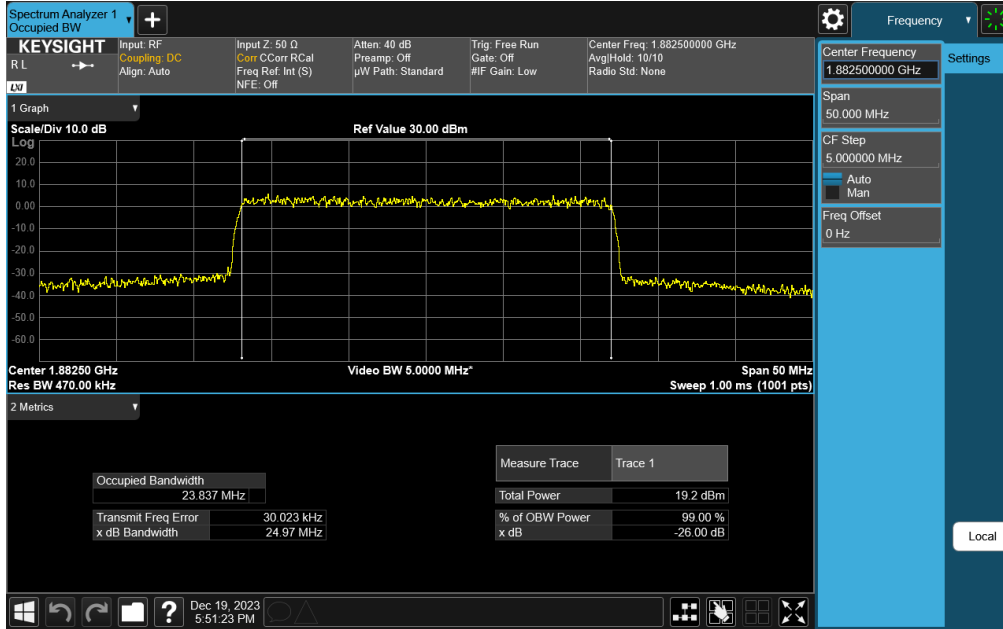 Spectrum Analyzer 1
Occupied BW
Frequency
KEYSIGHT
R L
LXI
Input: RF
Coupling: DC
Align: Auto
Input Z: 50 Ω
Corr CCorr RCal
Freq Ref: Int (S)
NFE: Off
Atten: 40 dB
Preamp: Off
µW Path: Standard
Trig: Free Run
Gate: Off
#IF Gain: Low
Center Freq: 1.882500000 GHz
Avg|Hold: 10/10
Radio Std: None
Center Frequency
1.882500000 GHz
Settings
Span
50.000 MHz
CF Step
5.000000 MHz
Auto
Man
Freq Offset
0 Hz
1 Graph
Scale/Div 10.0 dB
Ref Value 30.00 dBm
Log
20.0
10.0
0.00
-10.0
-20.0
-30.0
-40.0
-50.0
-60.0
Center 1.88250 GHz
Video BW 5.0000 MHz*
Span 50 MHz
Res BW 470.00 kHz
Sweep 1.00 ms (1001 pts)
2 Metrics
Measure Trace Trace 1
Occupied Bandwidth
23.837 MHz
Total Power 19.2 dBm
Transmit Freq Error 30.023 kHz
% of OBW Power 99.00 %
x dB Bandwidth 24.97 MHz
x dB -26.00 dB
Local
Dec 19, 2023
5:51:23 PM